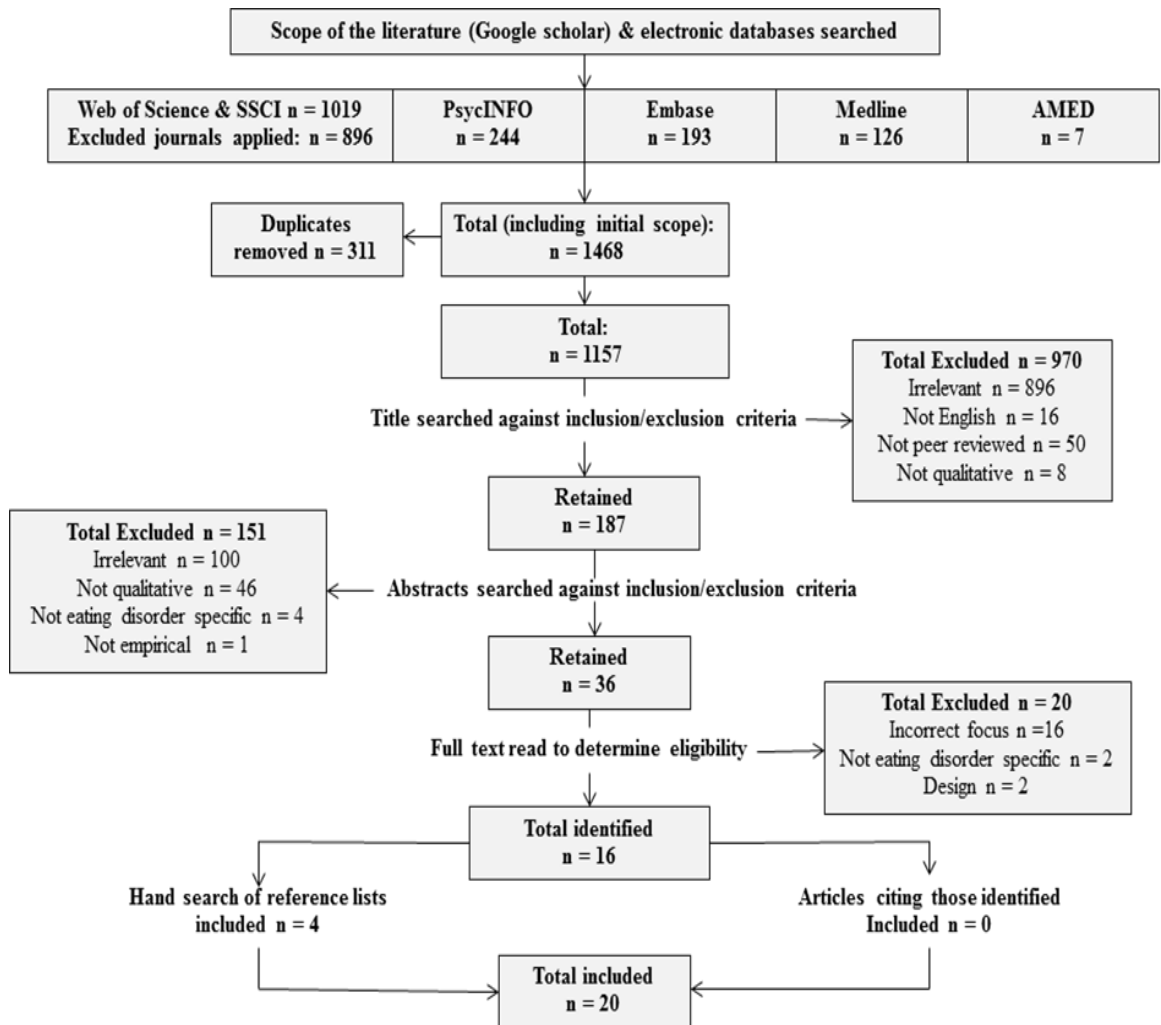 Scope of the literature (Google scholar) & electronic databases searched
Web of Science & SSCI n = 1019
Excluded journals applied: n = 896
PsycINFO
n = 244
Embase
n = 193
Medline
n = 126
AMED
n = 7
Duplicates
removed n = 311
Total (including initial scope):
n = 1468
Total:
n = 1157
Title searched against inclusion/exclusion criteria
Total Excluded n = 970
Irrelevant n = 896
Not English n = 16
Not peer reviewed n = 50
Not qualitative n = 8
Retained
n = 187
Total Excluded n = 151
Irrelevant n = 100
Not qualitative n = 46
Not eating disorder specific n = 4
Not empirical n = 1
Abstracts searched against inclusion/exclusion criteria
Retained
n = 36
Full text read to determine eligibility
Total Excluded n = 20
Incorrect focus n =16
Not eating disorder specific n = 2
Design n = 2
Total identified
n = 16
Hand search of reference lists
included n = 4
Articles citing those identified
Included n = 0
Total included
n = 20